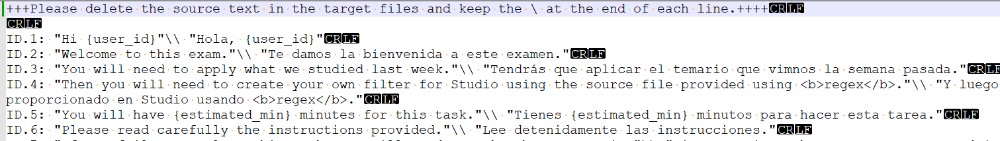 +++Please delete the source text in the target files and keep the \ at the end of each line.++++CRLF
CRLF
ID.1: "Hi {user_id}"\\ "Hola, {user_id}"CRLF
ID.2: "Welcome to this exam."\\ "Te damos la bienvenida a este examen."CRLF
ID.3: "You will need to apply what we studied last week."\\ "Tendrás que aplicar el temario que vimnos la semana pasada."CRLF
ID.4: "Then you will need to create your own filter for Studio using the source file provided using <b>regex</b>."\\ "Y luego
proporcionado en Studio usando <b>regex</b>."CRLF
ID.5: "You will have {estimated_min} minutes for this task."\\ "Tienes {estimated_min} minutos para hacer esta tarea."CRLF
ID.6: "Please read carefully the instructions provided."\\ "Lee detenidamente las instrucciones."CRLF